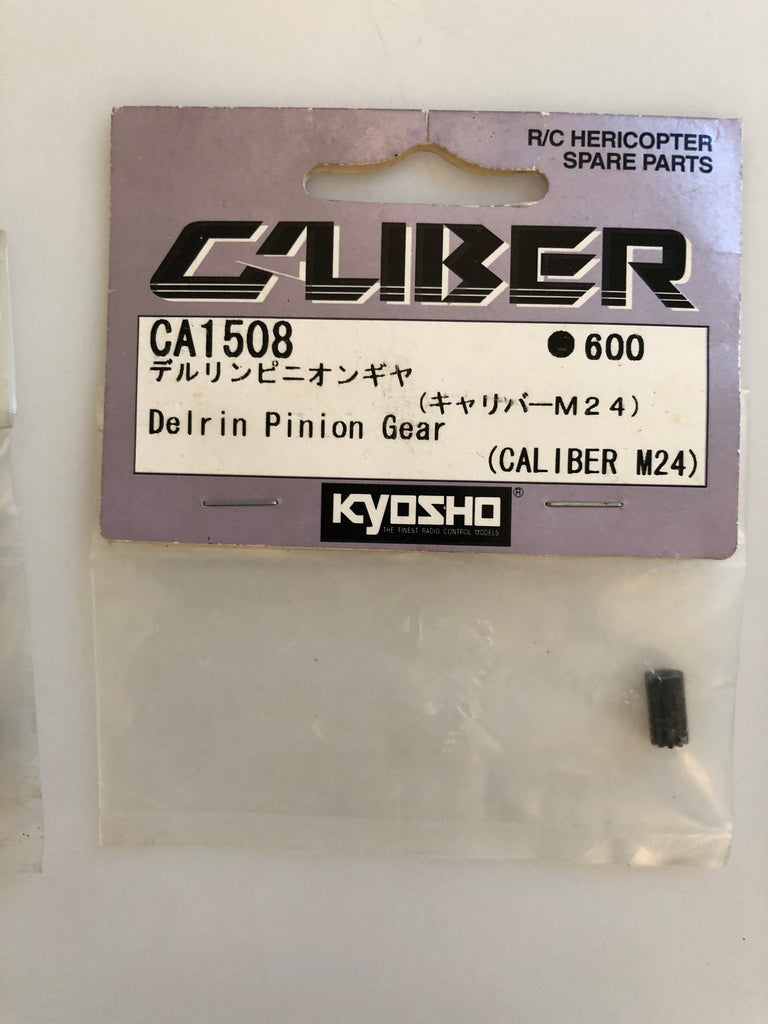 R/C HERICOPTER
SPARE PARTS
CALIBER
CA1508 ●600
デルリンピニオンギヤ
(キャリバーM24)
Delrin Pinion Gear
(CALIBER M24)
KYOSHO®
THE FINEST RADIO CONTROL MODELS